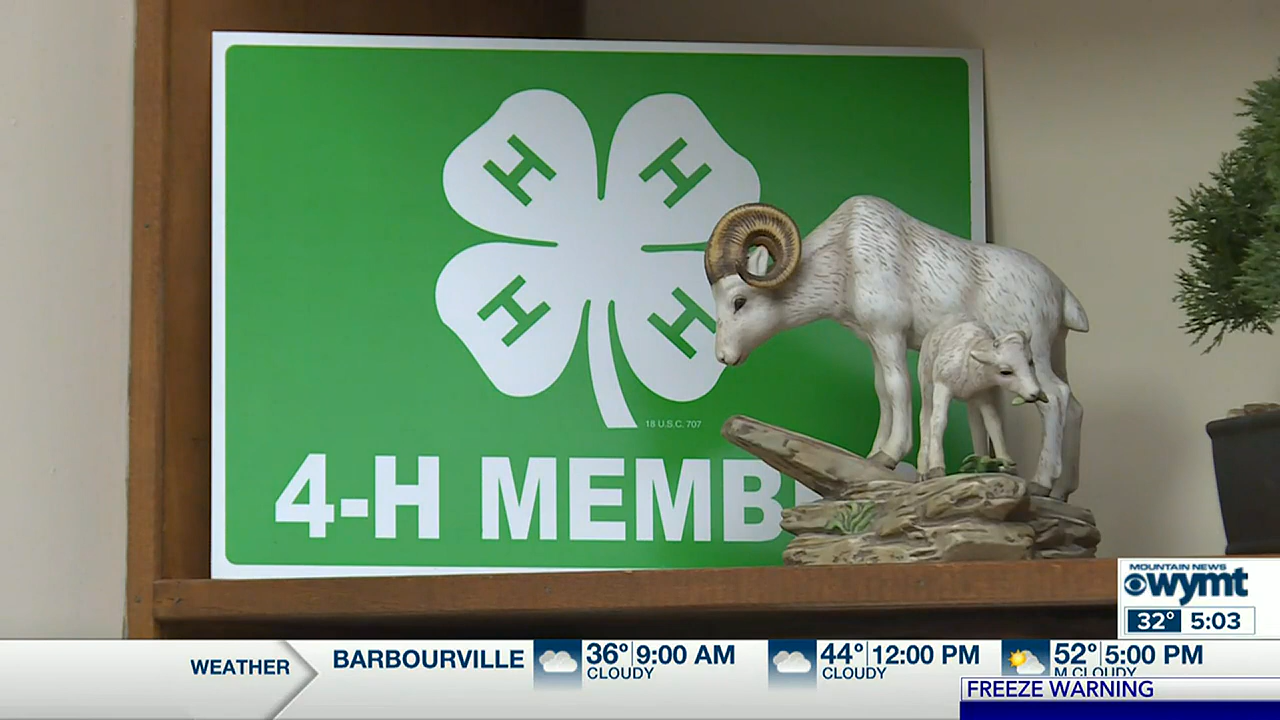 H H
H H
18 U.S.C. 707
4-H MEMB
MOUNTAIN NEWS
wymt
32° 5:03
WEATHER
BARBOURVILLE
36° 9:00 AM
CLOUDY
44° 12:00 PM
CLOUDY
52° 5:00 PM
M CLOUDY
FREEZE WARNING